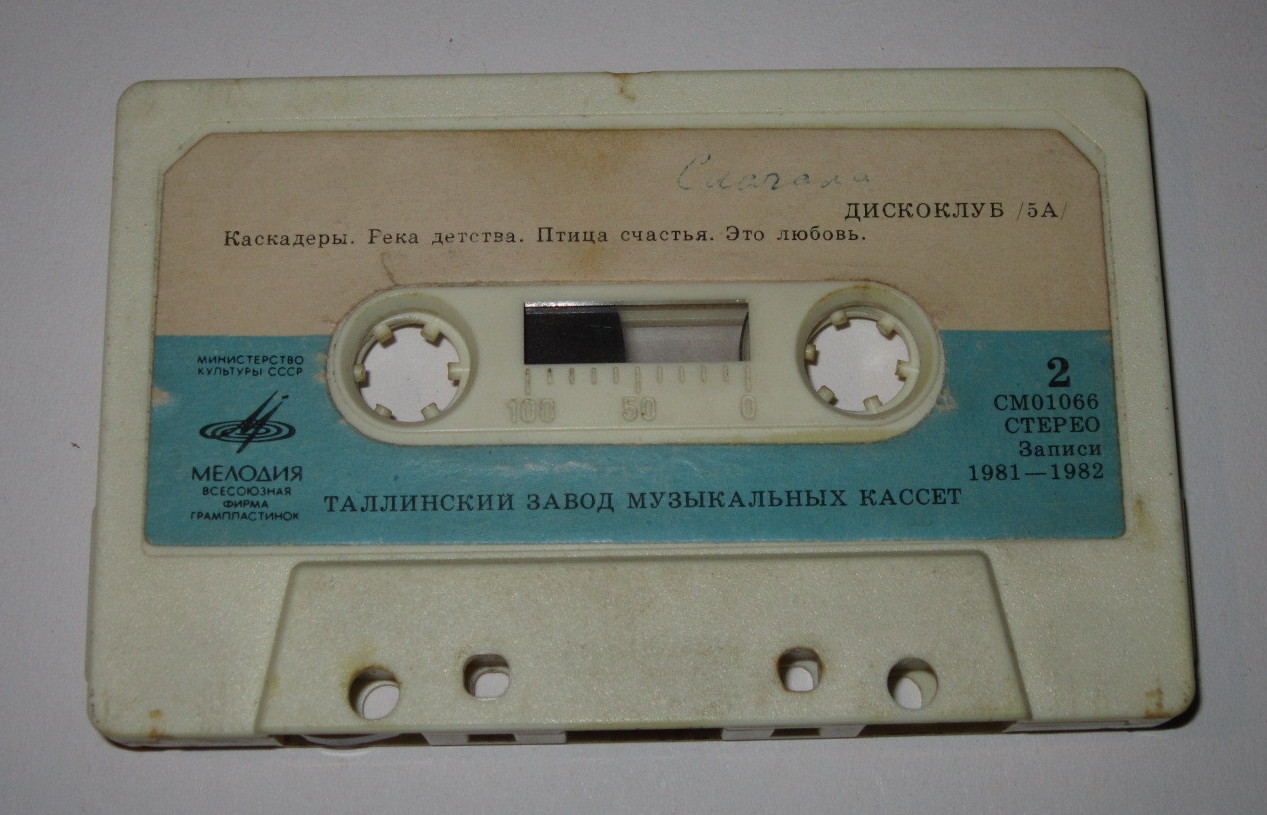 ДИСКОКЛУБ /5А/
Каскадеры. Река детства. Птица счастья. Это любовь.
МИНИСТЕРСТВО
КУЛЬТУРЫ СССР
МЕЛОДИЯ
ВСЕСОЮЗНАЯ
ФИРМА
ГРАМПЛАСТИНОК
100 50 0
2
СМ01066
СТЕРЕО
Записи
1981—1982
ТАЛЛИНСКИЙ ЗАВОД МУЗЫКАЛЬНЫХ КАССЕТ